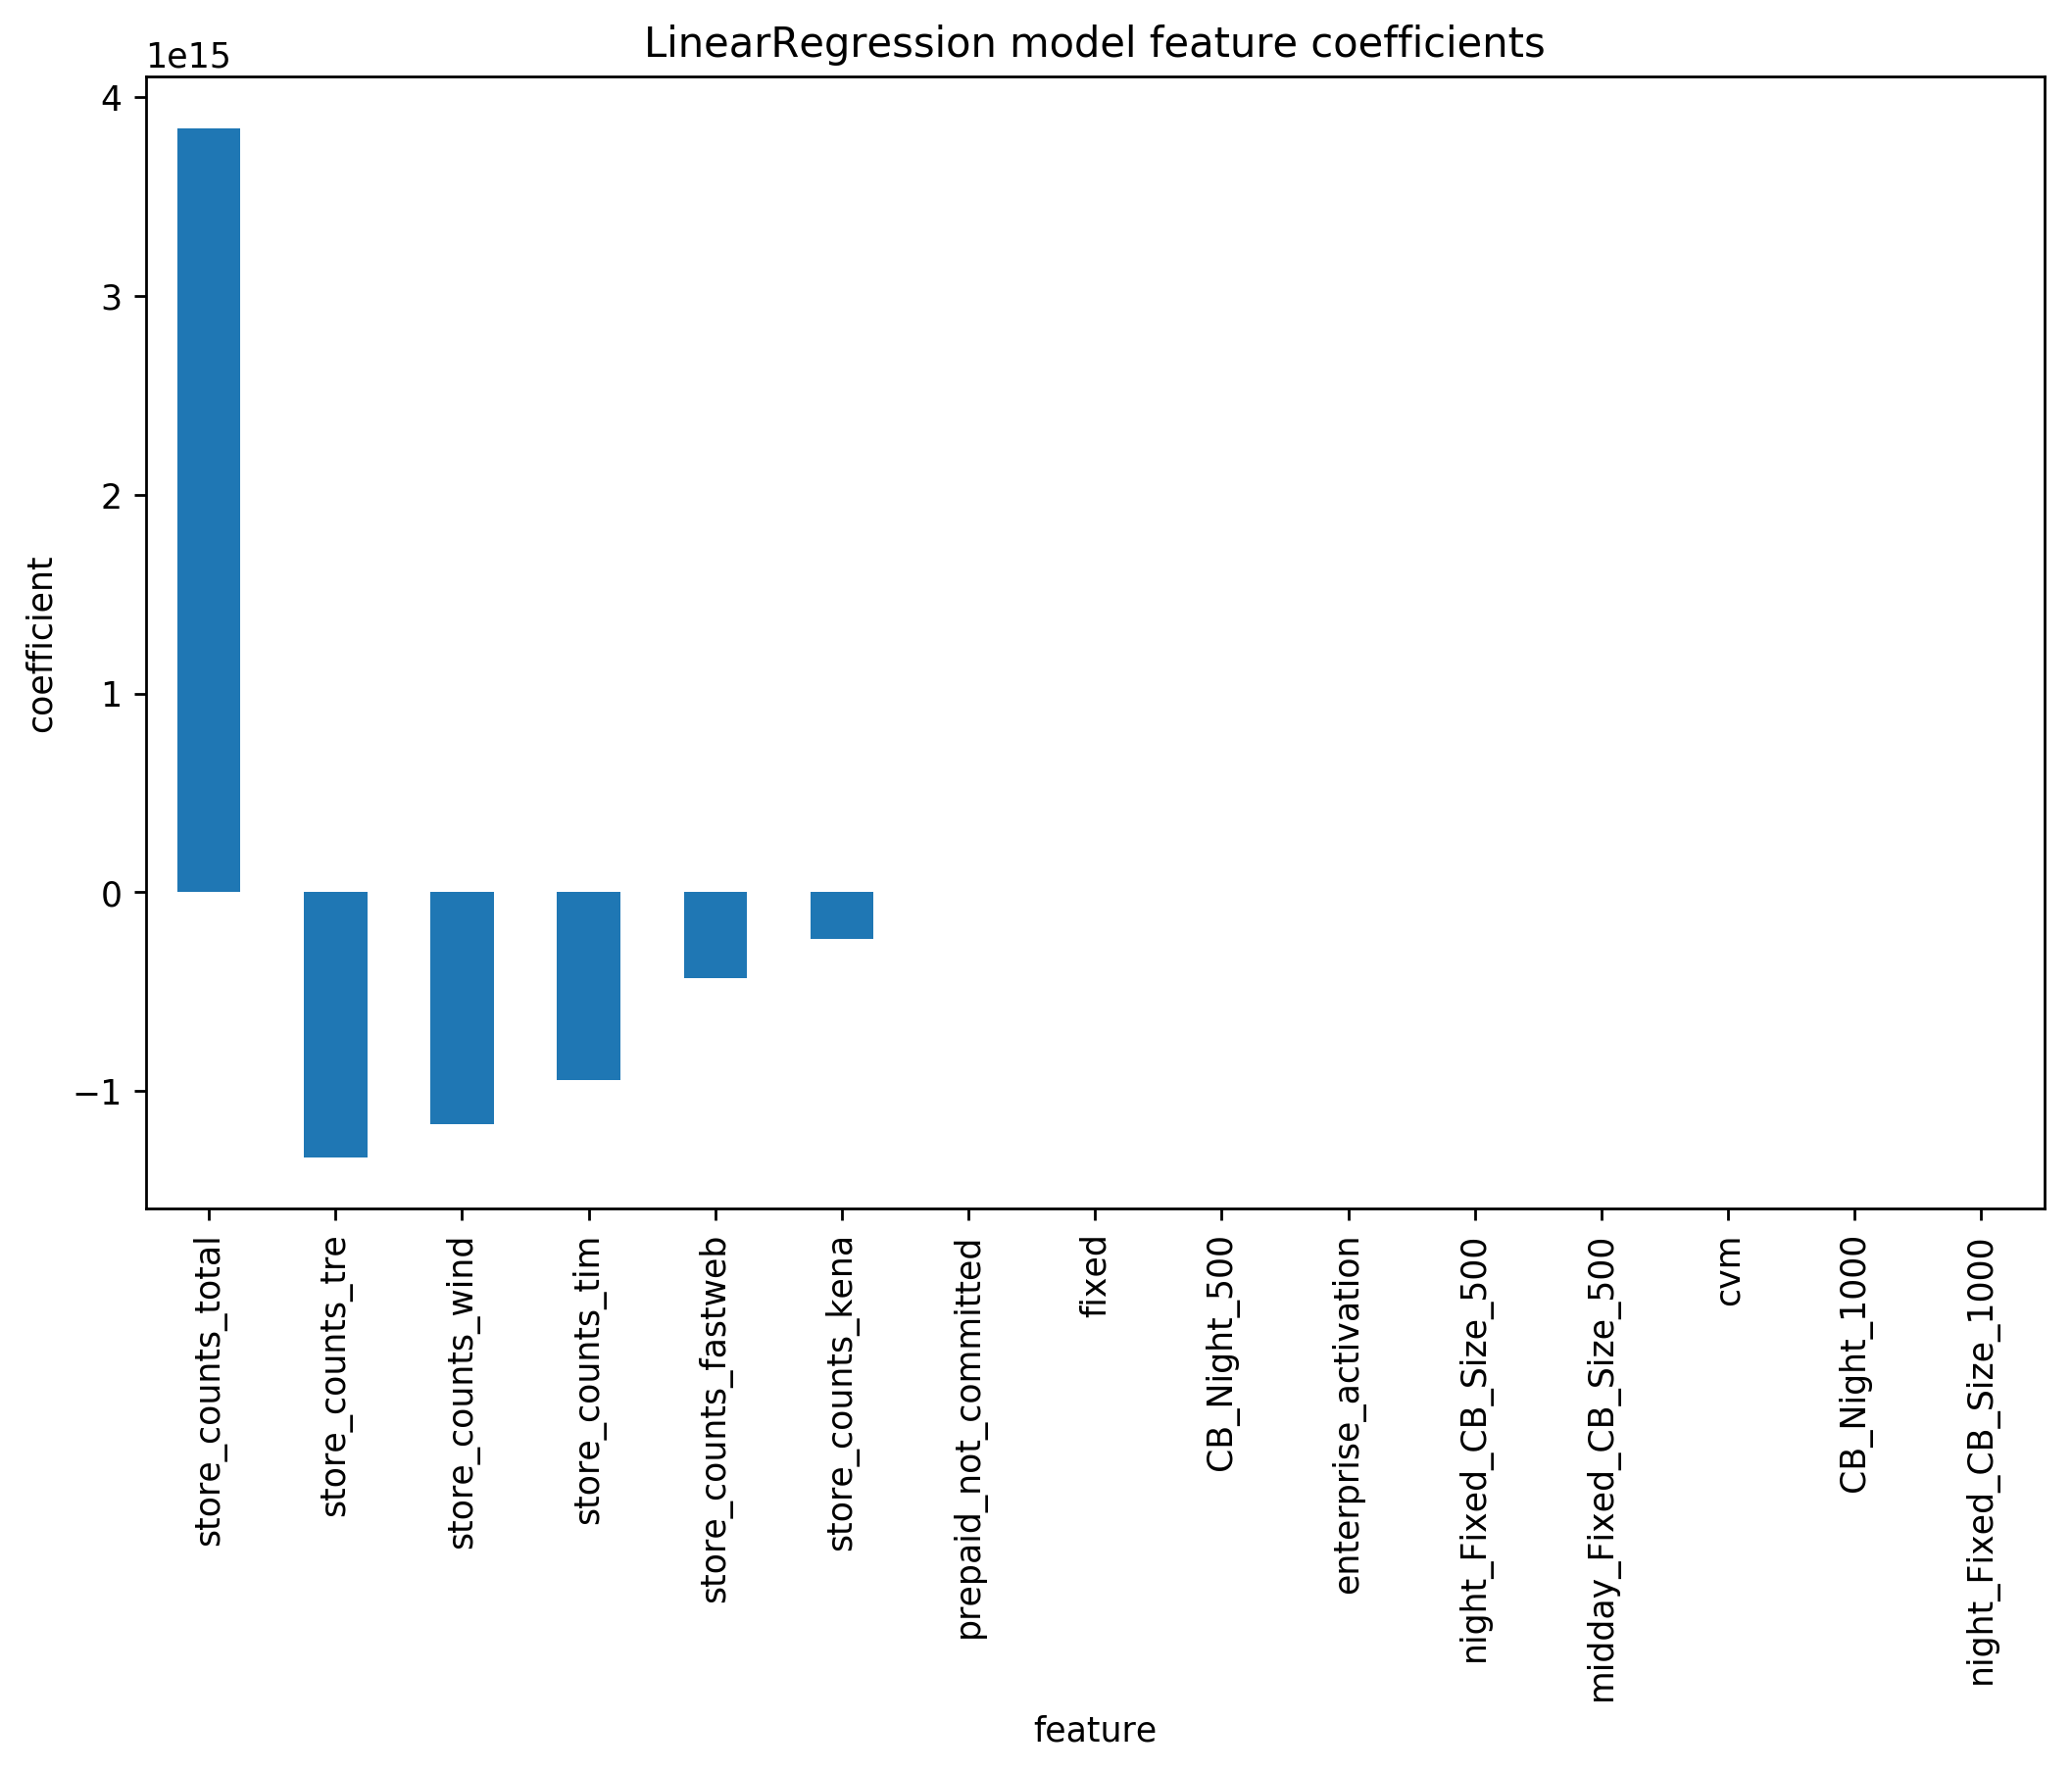 LinearRegression model feature coefficients
1e15
4
3
2
1
0
−1
coefficient
store_counts_total
store_counts_tre
store_counts_wind
store_counts_tim
store_counts_fastweb
store_counts_kena
prepaid_not_committed
fixed
CB_Night_500
enterprise_activation
night_Fixed_CB_Size_500
midday_Fixed_CB_Size_500
cvm
CB_Night_1000
night_Fixed_CB_Size_1000
feature